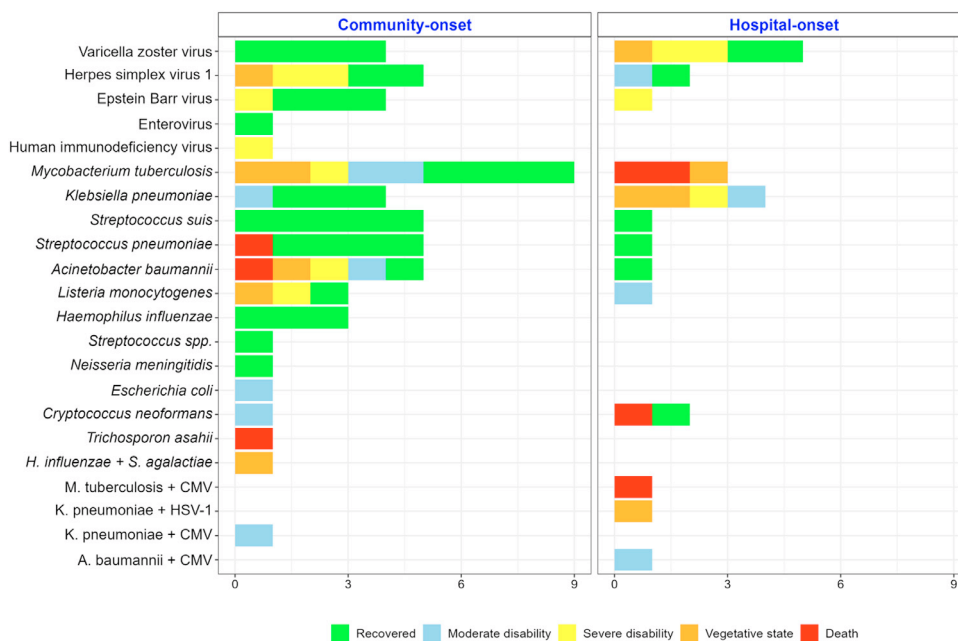 Community-onset
Hospital-onset
Varicella zoster virus
Herpes simplex virus 1
Epstein Barr virus
Enterovirus
Human immunodeficiency virus
Mycobacterium tuberculosis
Klebsiella pneumoniae
Streptococcus suis
Streptococcus pneumoniae
Acinetobacter baumannii
Listeria monocytogenes
Haemophilus influenzae
Streptococcus spp.
Neisseria meningitidis
Escherichia coli
Cryptococcus neoformans
Trichosporon asahii
H. influenzae + S. agalactiae
M. tuberculosis + CMV
K. pneumoniae + HSV-1
K. pneumoniae + CMV
A. baumannii + CMV
0 3 6 9
0 3 6 9
Recovered Moderate disability Severe disability Vegetative state Death